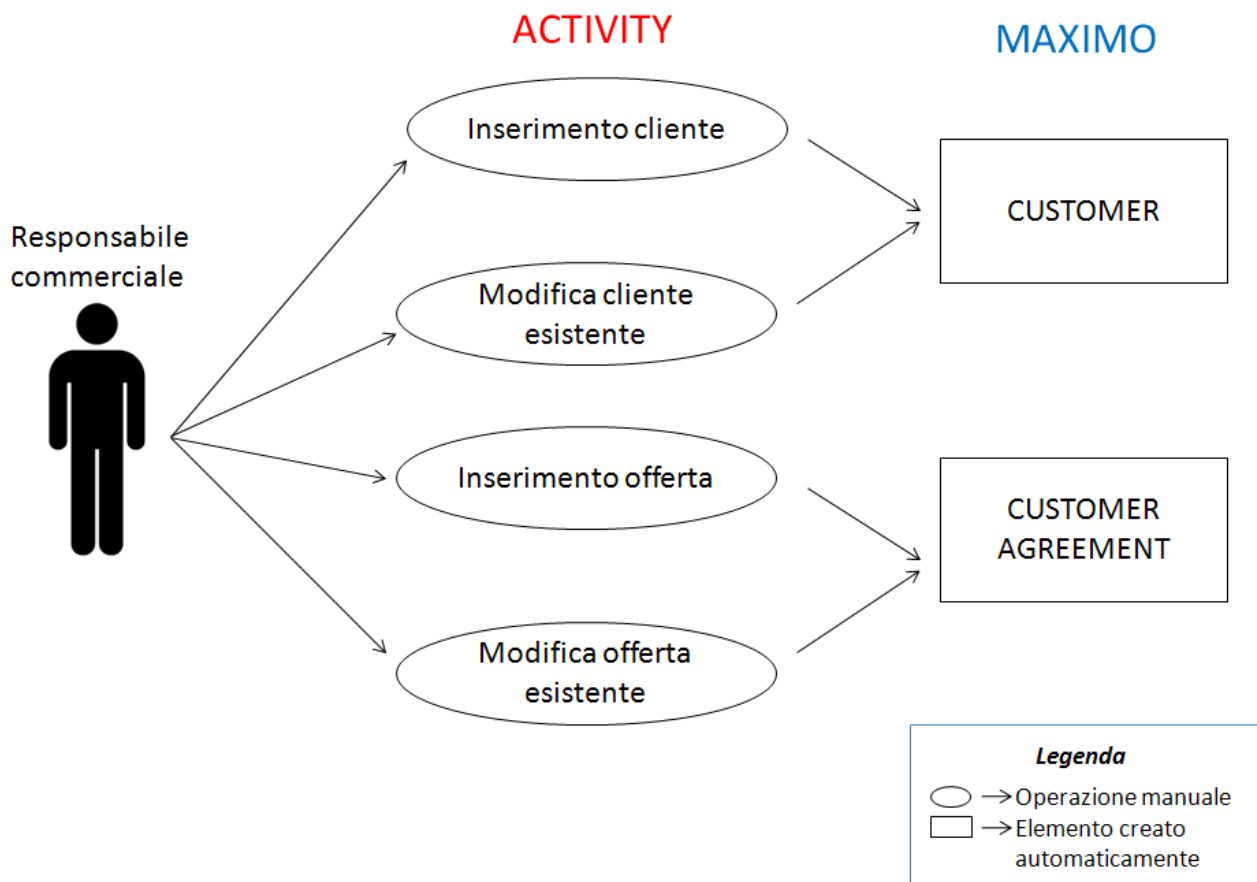 ACTIVITY
MAXIMO
Responsabile
commerciale
Inserimento cliente
Modifica cliente
esistente
Inserimento offerta
Modifica offerta
esistente
CUSTOMER
CUSTOMER
AGREEMENT
Legenda
Operazione manuale
Elemento creato
automaticamente